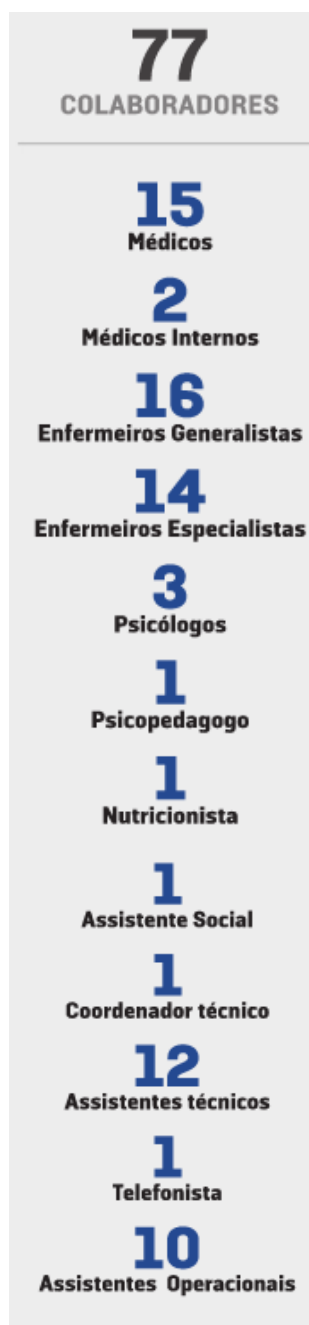 77
COLABORADORES
15
Médicos
2
Médicos Internos
16
Enfermeiros Generalistas
14
Enfermeiros Especialistas
3
Psicólogos
1
Psicopedagogo
1
Nutricionista
1
Assistente Social
1
Coordenador técnico
12
Assistentes técnicos
1
Telefonista
10
Assistentes Operacionais